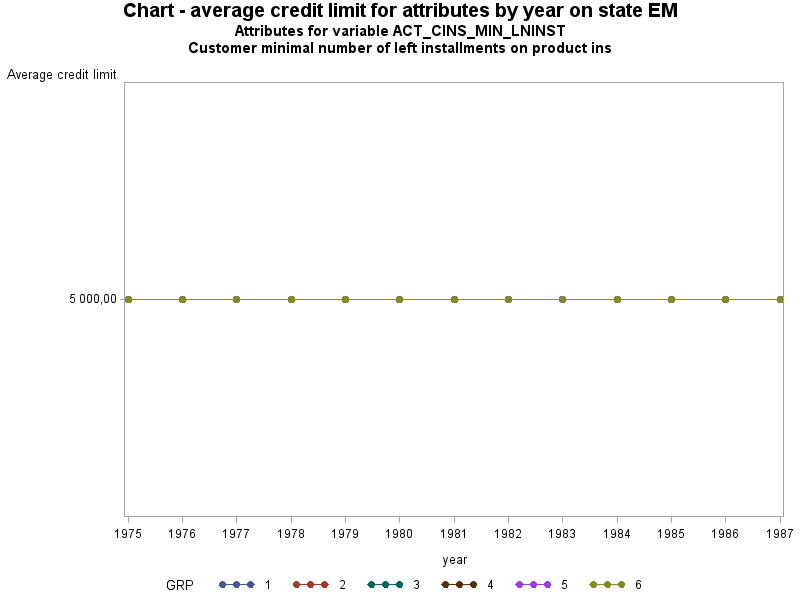 Chart - average credit limit for attributes by year on state EM
Attributes for variable ACT_CINS_MIN_LNINST
Customer minimal number of left installments on product ins
Average credit limit
5 000,00
1975 1976 1977 1978 1979 1980 1981 1982 1983 1984 1985 1986 1987
year
GRP 1 2 3 4 5 6